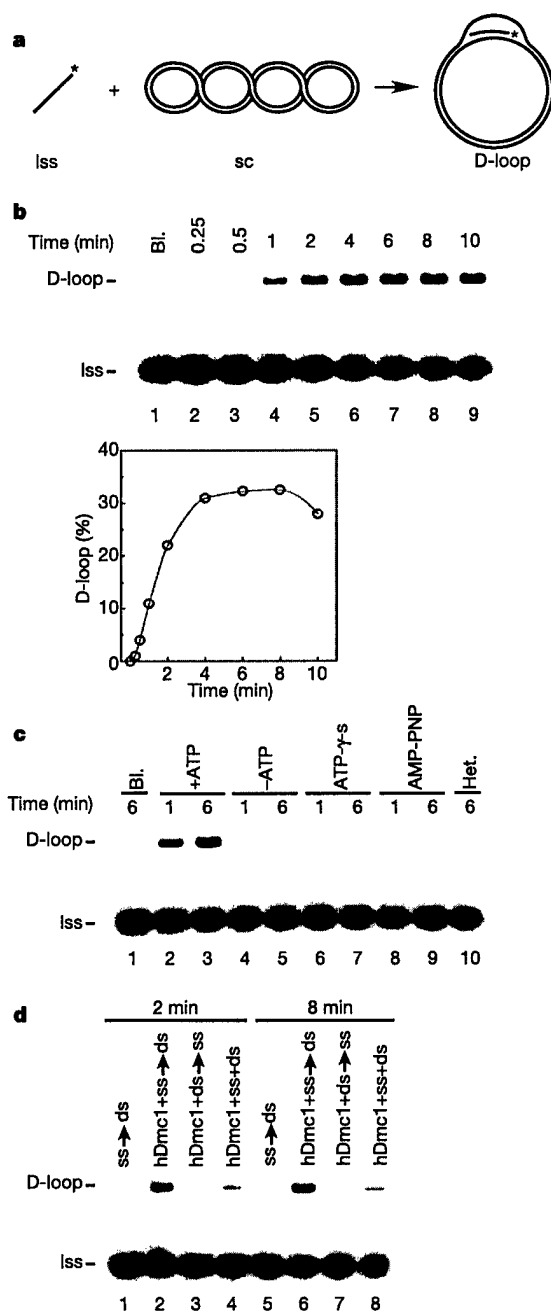 a
*
+
*
lss
sc
D-loop
b
Time (min) Bl. 0.25 0.5 1 2 4 6 8 10
D-loop –
lss –
1 2 3 4 5 6 7 8 9
40
30
20
10
0
D-loop (%)
2 4 6 8 10
Time (min)
c
Bl. +ATP –ATP ATP-γ-s AMP-PNP Het.
Time (min) 6 1 6 1 6 1 6 1 6 6
D-loop –
lss –
1 2 3 4 5 6 7 8 9 10
d
2 min 8 min
ss→ds hDmc1+ss→ds hDmc1+ds→ss hDmc1+ss+ds ss→ds hDmc1+ss→ds hDmc1+ds→ss hDmc1+ss+ds
D-loop –
lss –
1 2 3 4 5 6 7 8